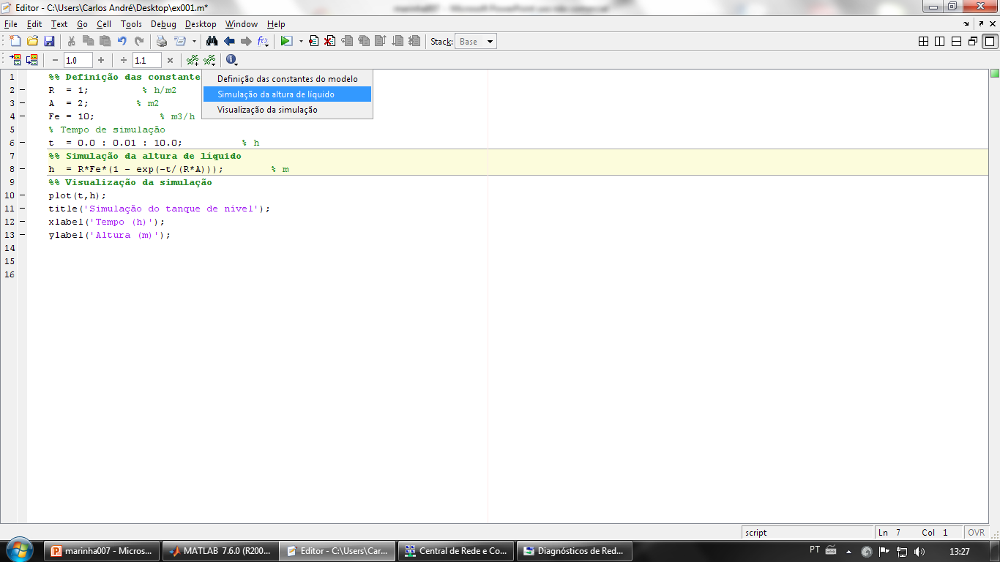 Editor - C:\Users\Carlos André\Desktop\ex001.m*
marinha007 - Microsoft PowerPoint uso não comercial
File Edit Text Go Cell Tools Debug Desktop Window Help
Stack: Base
− 1.0 + ÷ 1.1 ×
Definição das constantes do modelo
Simulação da altura de líquido
Visualização da simulação
1 %% Definição das constante
2 – R = 1; % h/m2
3 – A = 2; % m2
4 – Fe = 10; % m3/h
5 % Tempo de simulação
6 – t = 0.0 : 0.01 : 10.0; % h
7 %% Simulação da altura de líquido
8 – h = R*Fe*(1 - exp(-t/(R*A))); % m
9 %% Visualização da simulação
10 – plot(t,h);
11 – title('Simulação do tanque de nível');
12 – xlabel('Tempo (h)');
13 – ylabel('Altura (m)');
14
15
16
script Ln 7 Col 1 OVR
marinha007 - Micros... MATLAB 7.6.0 (R200... Editor - C:\Users\Car... Central de Rede e Co... Diagnósticos de Red... PT 13:27